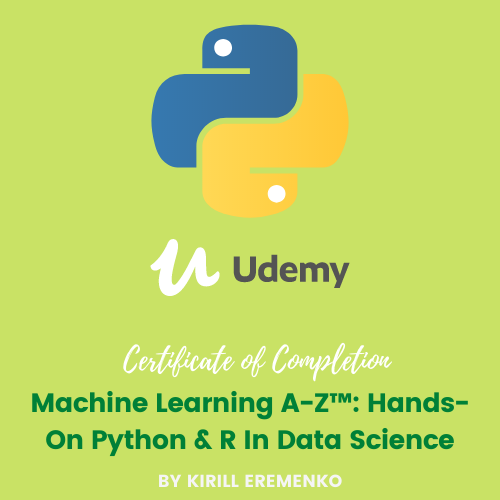 Udemy
Certificate of Completion
Machine Learning A-Z™: Hands-
On Python & R In Data Science
BY KIRILL EREMENKO